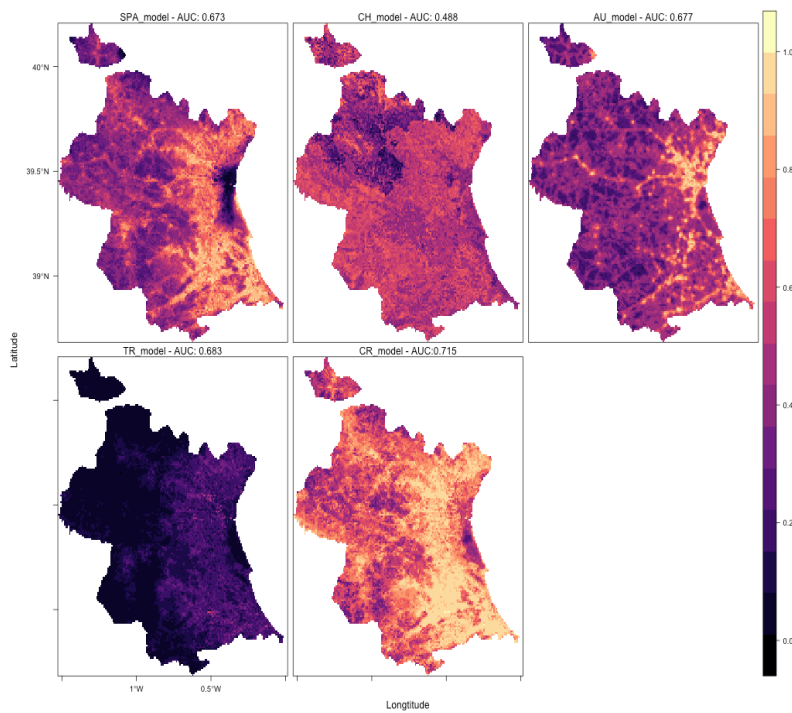 SPA_model - AUC: 0.673
CH_model - AUC: 0.488
AU_model - AUC: 0.677
40°N
39.5°N
39°N
Latitude
TR_model - AUC: 0.683
CR_model - AUC:0.715
1°W
0.5°W
Longtitude
1.0
0.8
0.6
0.4
0.2
0.0